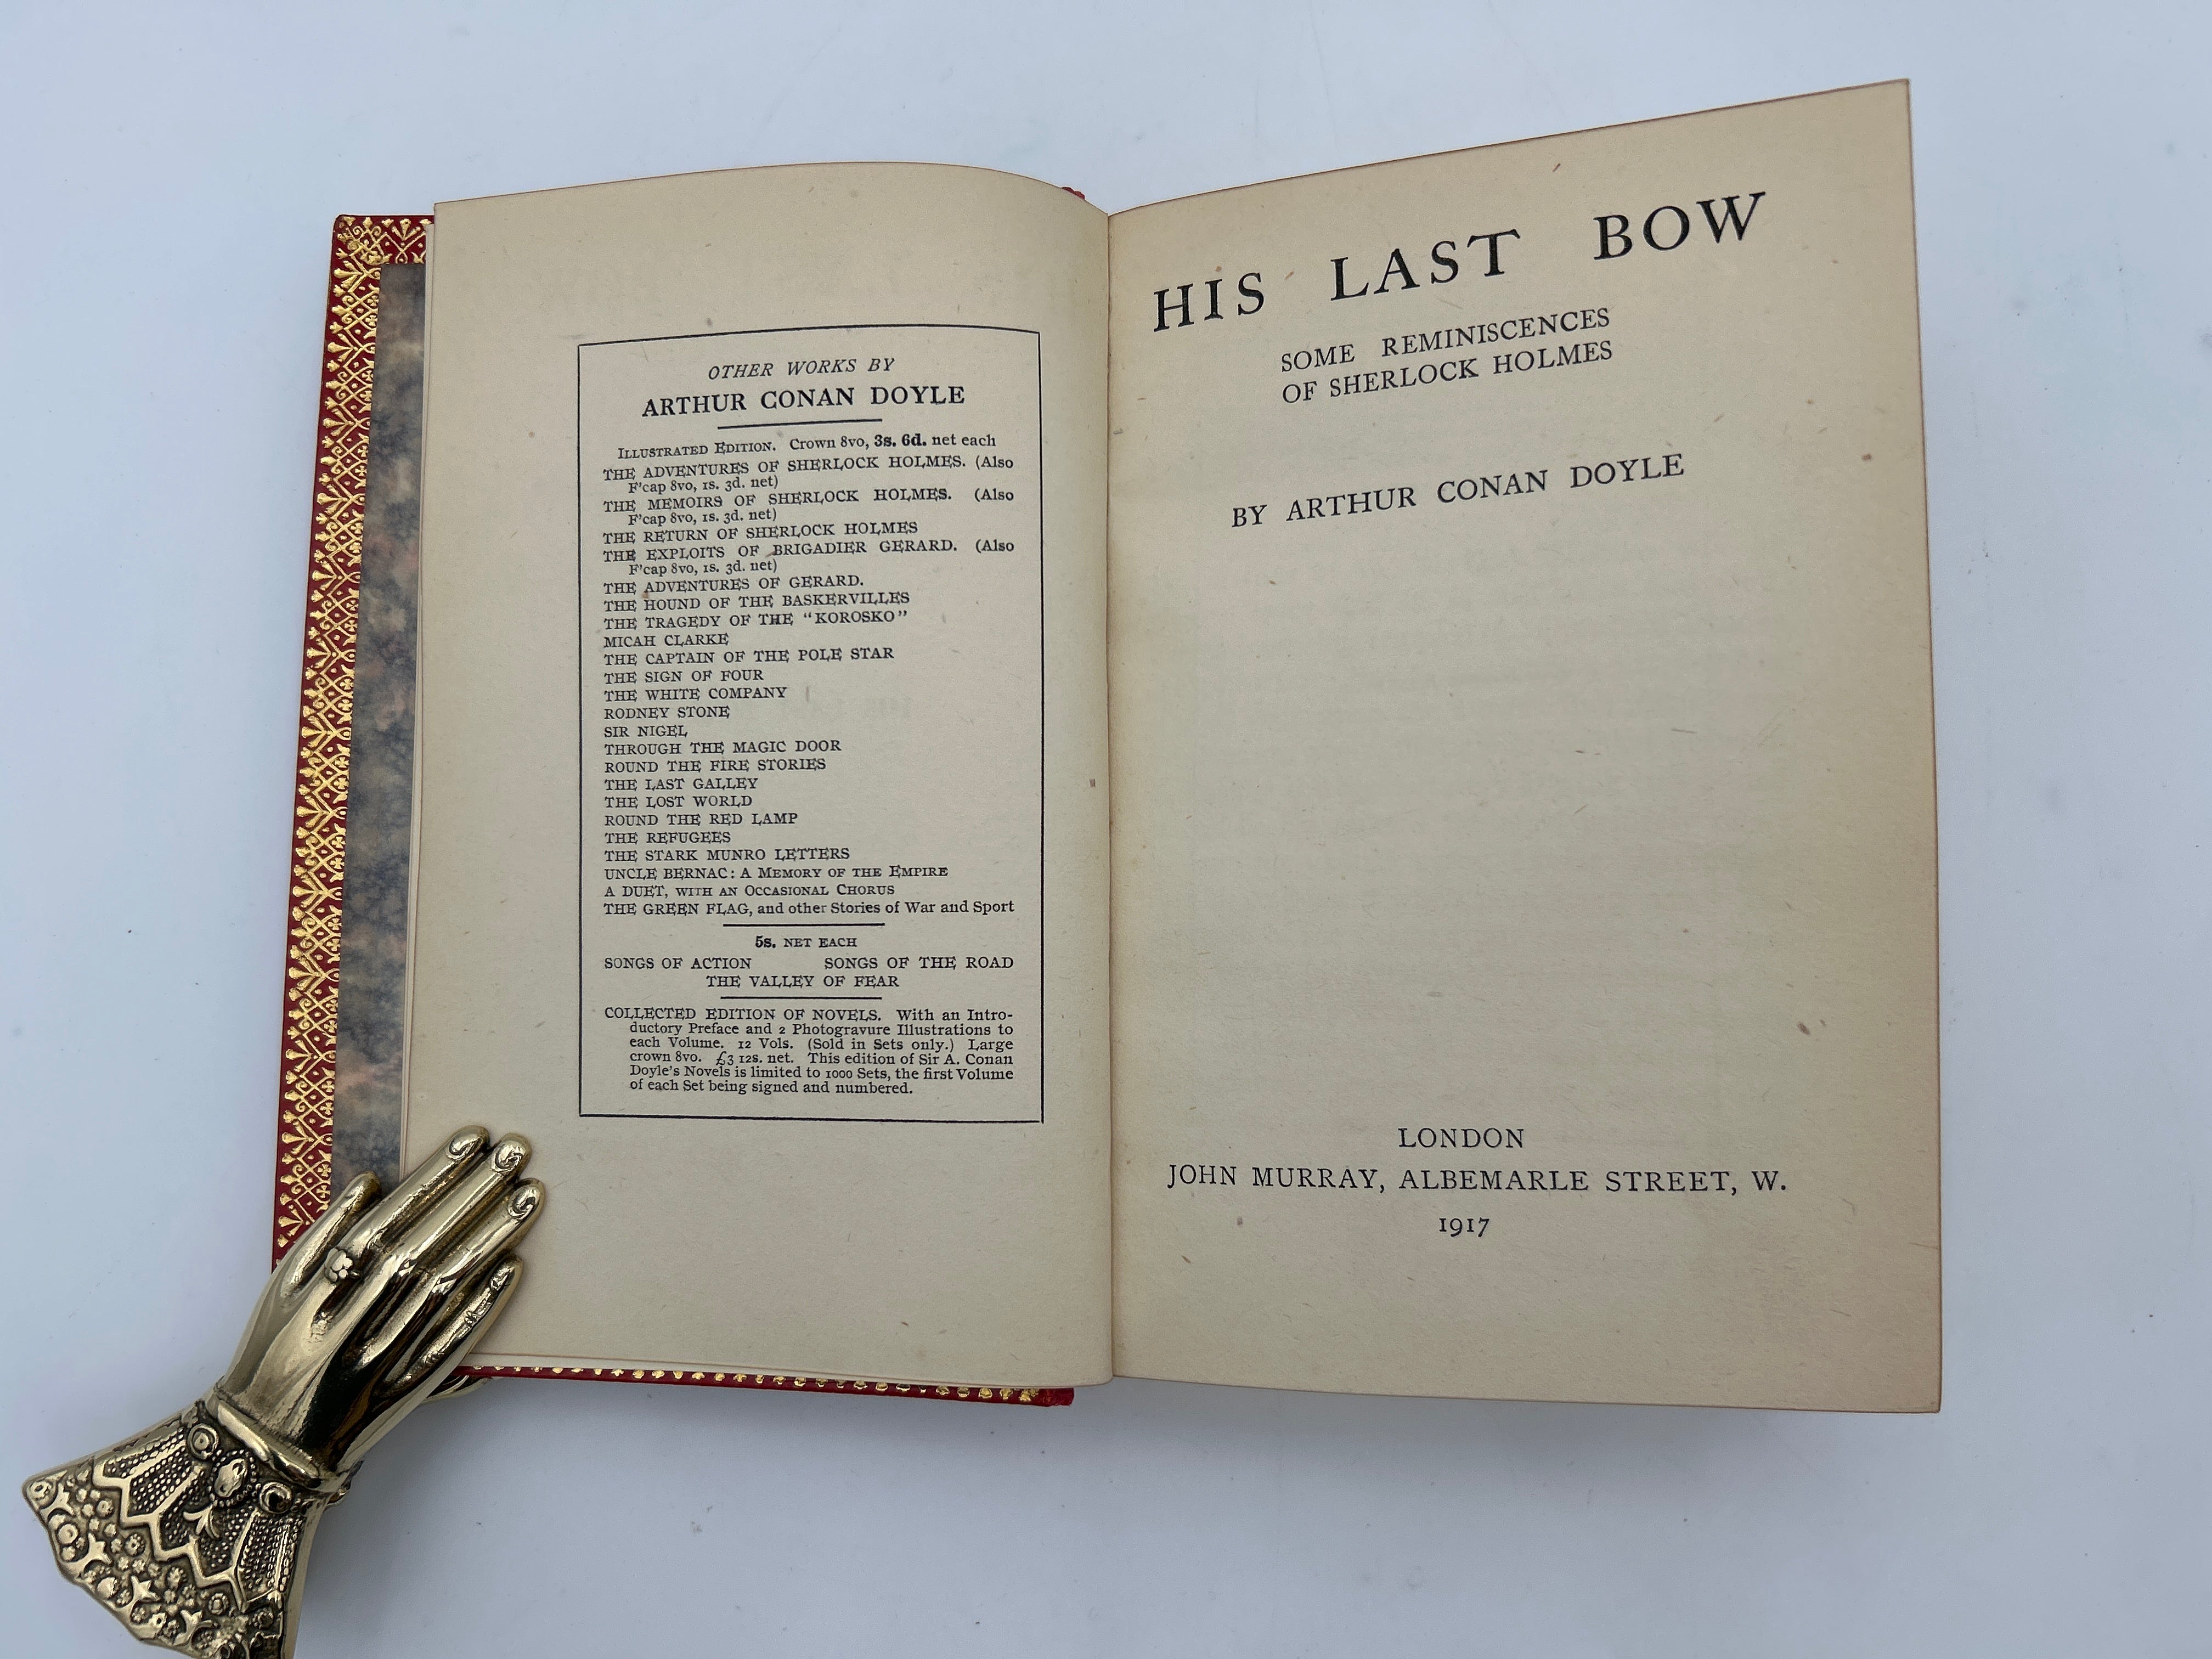 OTHER WORKS BY
ARTHUR CONAN DOYLE
ILLUSTRATED EDITION. Crown 8vo, 3s. 6d. net each
THE ADVENTURES OF SHERLOCK HOLMES. (Also
F'cap 8vo, 1s. 3d. net)
THE MEMOIRS OF SHERLOCK HOLMES. (Also
F'cap 8vo, 1s. 3d. net)
THE RETURN OF SHERLOCK HOLMES
THE EXPLOITS OF BRIGADIER GERARD. (Also
F'cap 8vo, 1s. 3d. net)
THE ADVENTURES OF GERARD.
THE HOUND OF THE BASKERVILLES
THE TRAGEDY OF THE "KOROSKO"
MICAH CLARKE
THE CAPTAIN OF THE POLE STAR
THE SIGN OF FOUR
THE WHITE COMPANY
RODNEY STONE
SIR NIGEL
THROUGH THE MAGIC DOOR
ROUND THE FIRE STORIES
THE LAST GALLEY
THE LOST WORLD
ROUND THE RED LAMP
THE REFUGEES
THE STARK MUNRO LETTERS
UNCLE BERNAC: A MEMORY OF THE EMPIRE
A DUET, WITH AN OCCASIONAL CHORUS
THE GREEN FLAG, and other Stories of War and Sport
5s. NET EACH
SONGS OF ACTION SONGS OF THE ROAD
THE VALLEY OF FEAR
COLLECTED EDITION OF NOVELS. With an Intro-
ductory Preface and 2 Photogravure Illustrations to
each Volume. 12 Vols. (Sold in Sets only.) Large
crown 8vo. £3 12s. net. This edition of Sir A. Conan
Doyle's Novels is limited to 1000 Sets, the first Volume
of each Set being signed and numbered.
HIS LAST BOW
SOME REMINISCENCES
OF SHERLOCK HOLMES
BY ARTHUR CONAN DOYLE
LONDON
JOHN MURRAY, ALBEMARLE STREET, W.
1917